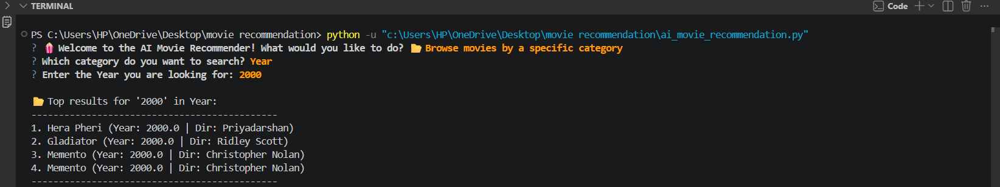 TERMINAL
Code
PS C:\Users\HP\OneDrive\Desktop\movie recommendation> python -u "c:\Users\HP\OneDrive\Desktop\movie recommendation\ai_movie_recommendation.py"
? 🍿 Welcome to the AI Movie Recommender! What would you like to do? 📂 Browse movies by a specific category
? Which category do you want to search? Year
? Enter the Year you are looking for: 2000
📂 Top results for '2000' in Year:
---------------------------------------------
1. Hera Pheri (Year: 2000.0 | Dir: Priyadarshan)
2. Gladiator (Year: 2000.0 | Dir: Ridley Scott)
3. Memento (Year: 2000.0 | Dir: Christopher Nolan)
4. Memento (Year: 2000.0 | Dir: Christopher Nolan)
---------------------------------------------